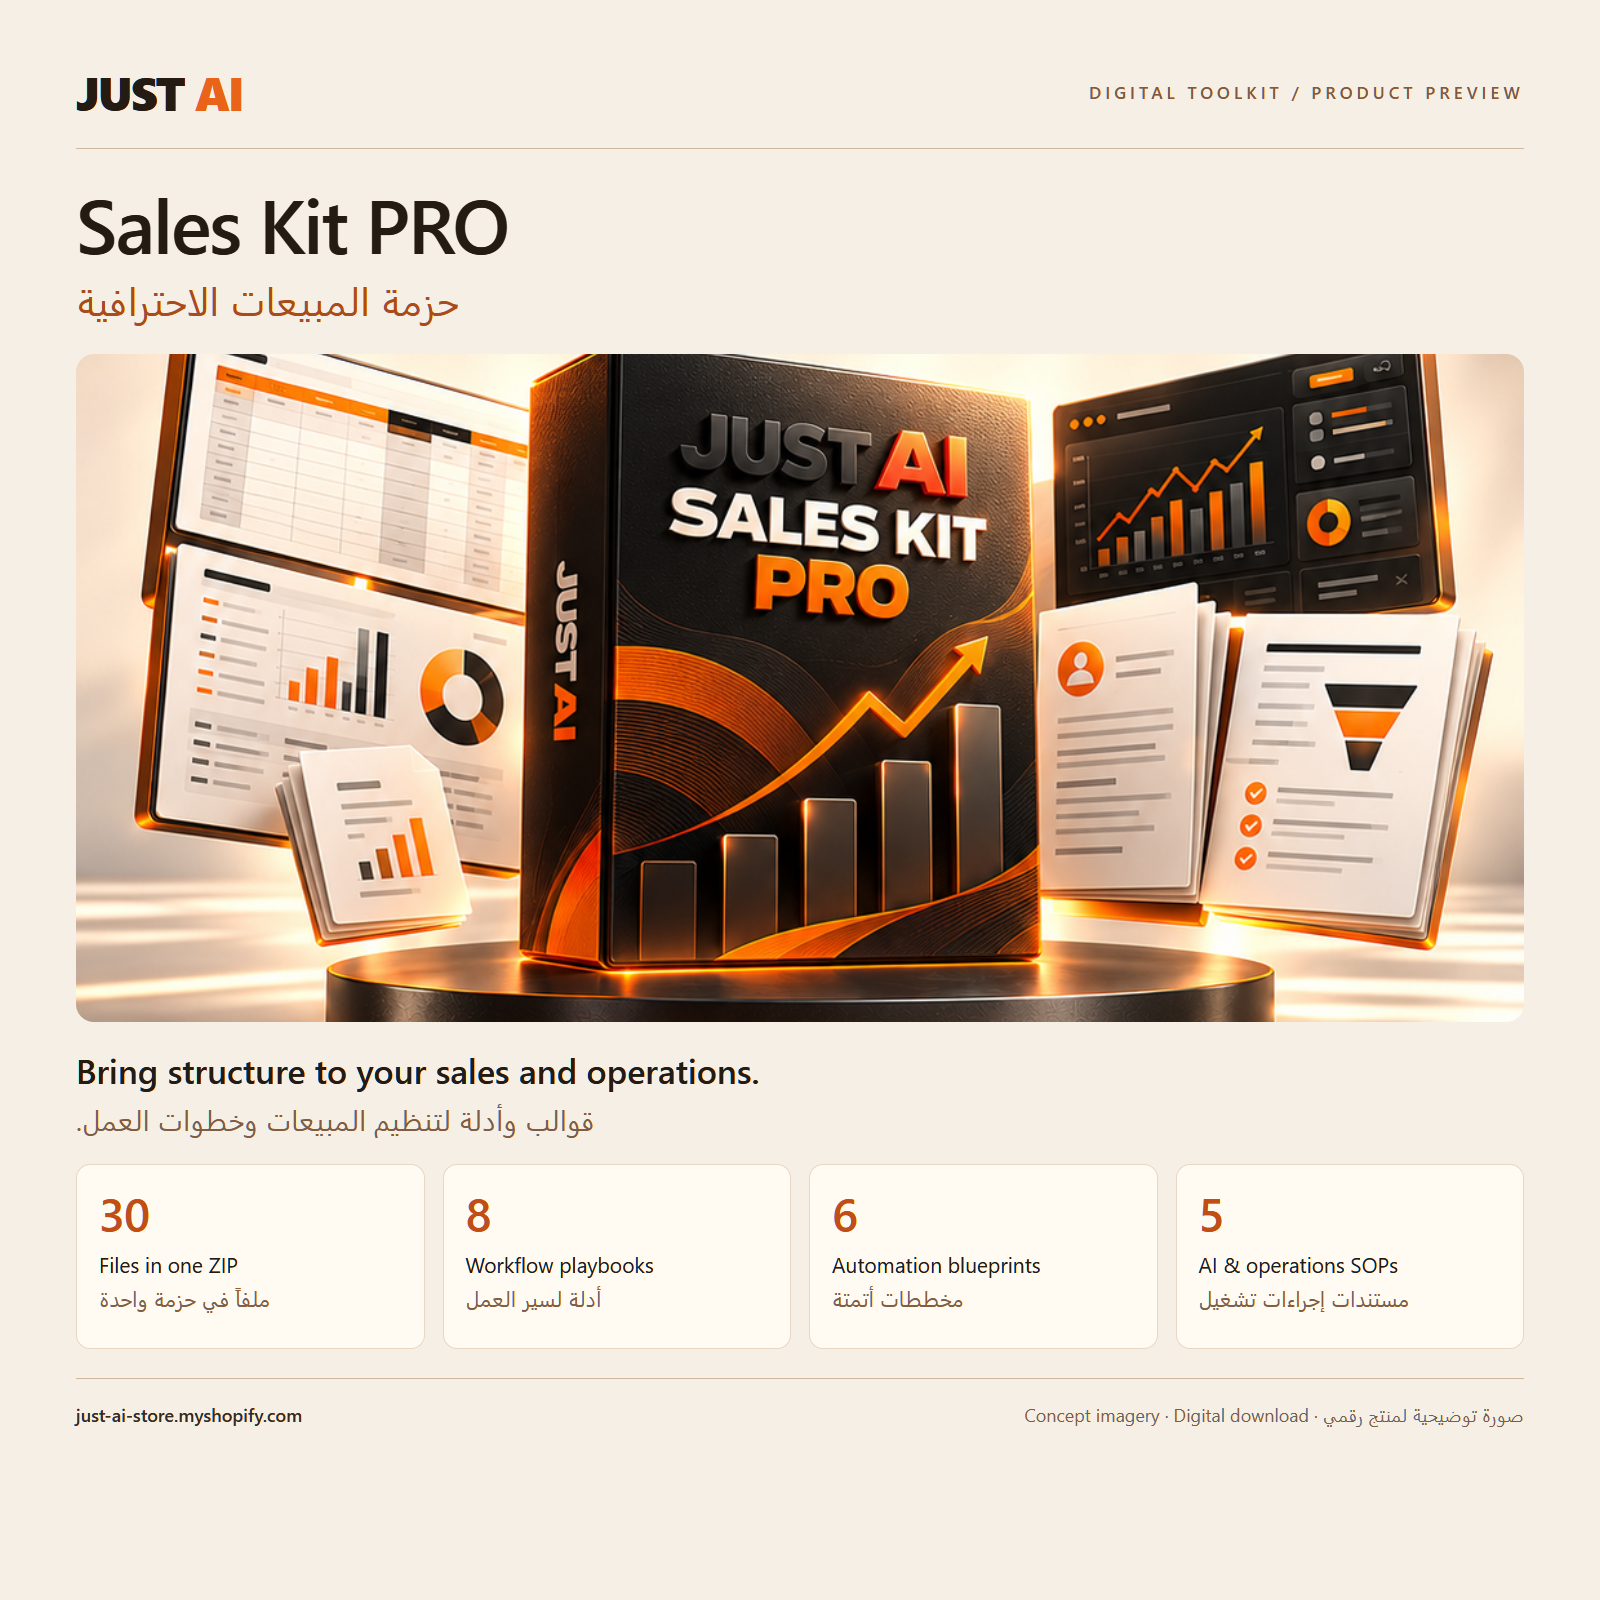 JUST AI
DIGITAL TOOLKIT / PRODUCT PREVIEW
Sales Kit PRO
حزمة المبيعات الاحترافية
JUST AI
SALES KIT
PRO
JUST AI
Bring structure to your sales and operations.
قوالب وأدلة لتنظيم المبيعات وخطوات العمل.
30
Files in one ZIP
ملفاً في حزمة واحدة
8
Workflow playbooks
أدلة لسير العمل
6
Automation blueprints
مخططات أتمتة
5
AI & operations SOPs
مستندات إجراءات تشغيل
just-ai-store.myshopify.com
Concept imagery · Digital download · صورة توضيحية لمنتج رقمي